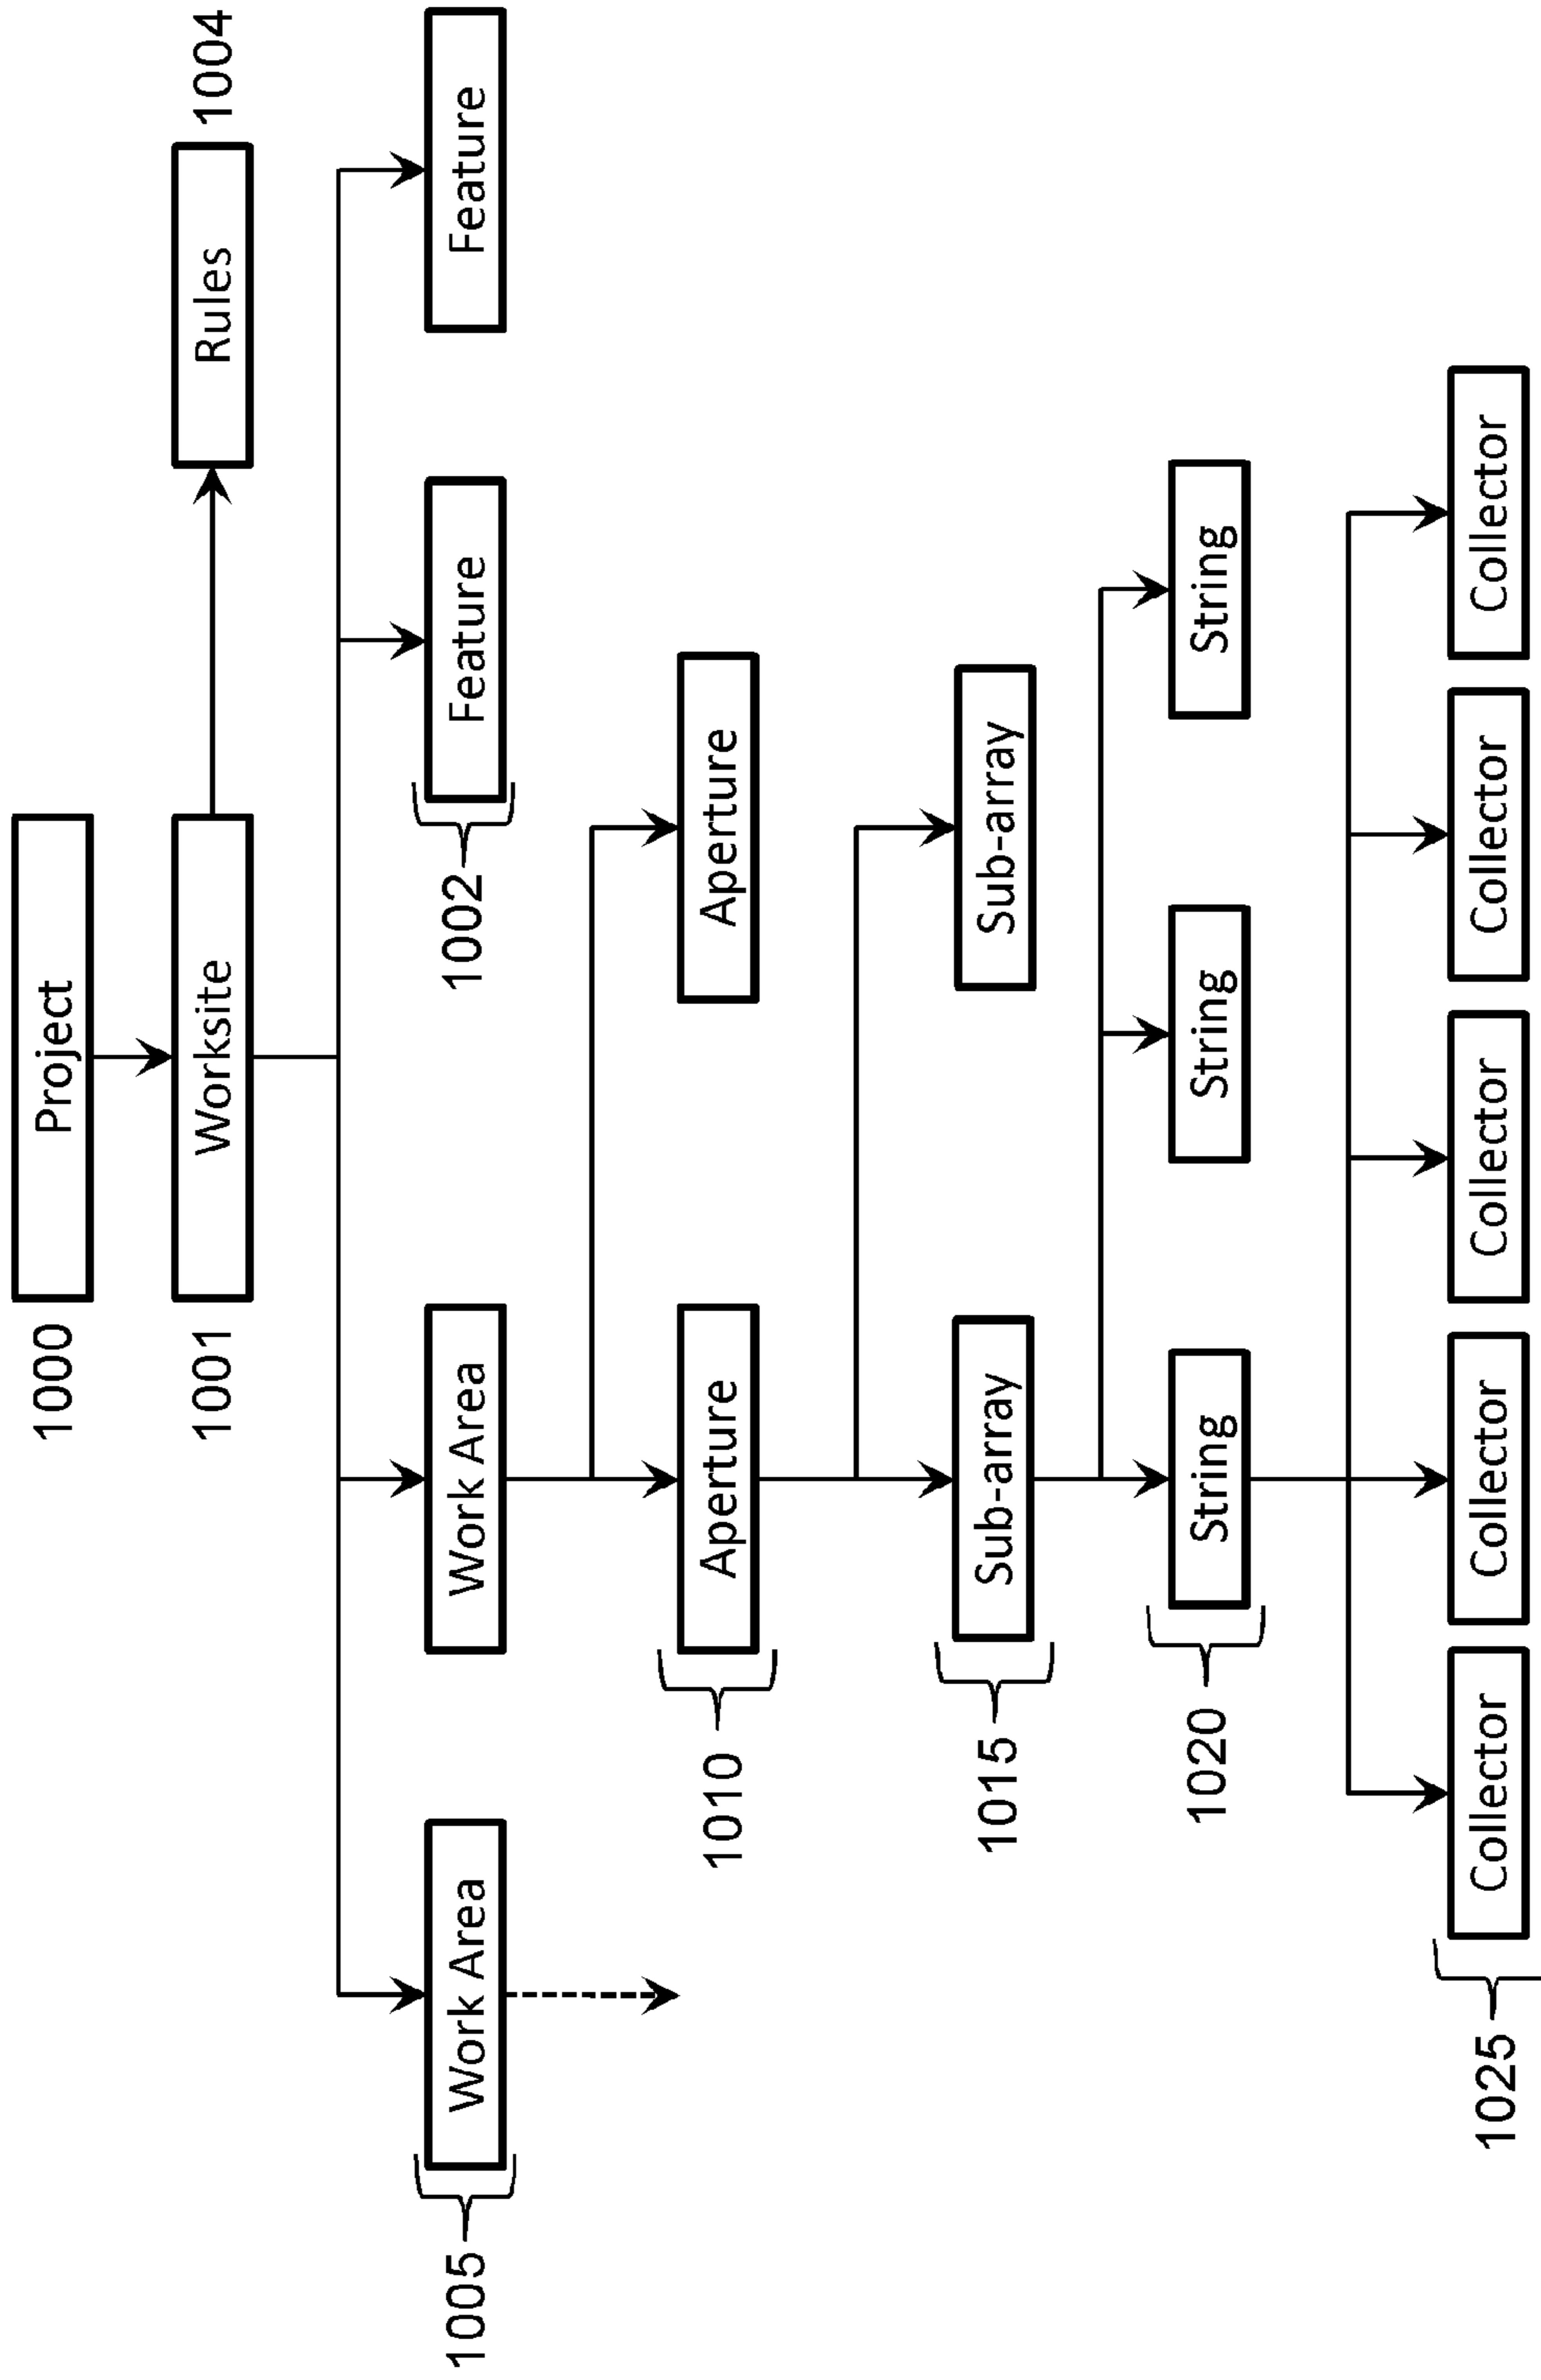 1000
Project
1001
Worksite
Rules
1004
1005
Work Area
Work Area
1002
Feature
Feature
1010
Aperture
Aperture
1015
Sub-array
Sub-array
1020
String
String
String
1025
Collector
Collector
Collector
Collector
Collector